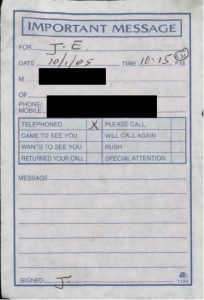 IMPORTANT MESSAGE
FOR J.E.
DATE 10/1/05 TIME 10:15 A.M. P.M.
M
OF
PHONE/
MOBILE
TELEPHONED X PLEASE CALL
CAME TO SEE YOU WILL CALL AGAIN
WANTS TO SEE YOU RUSH
RETURNED YOUR CALL SPECIAL ATTENTION
MESSAGE
SIGNED J.
1184